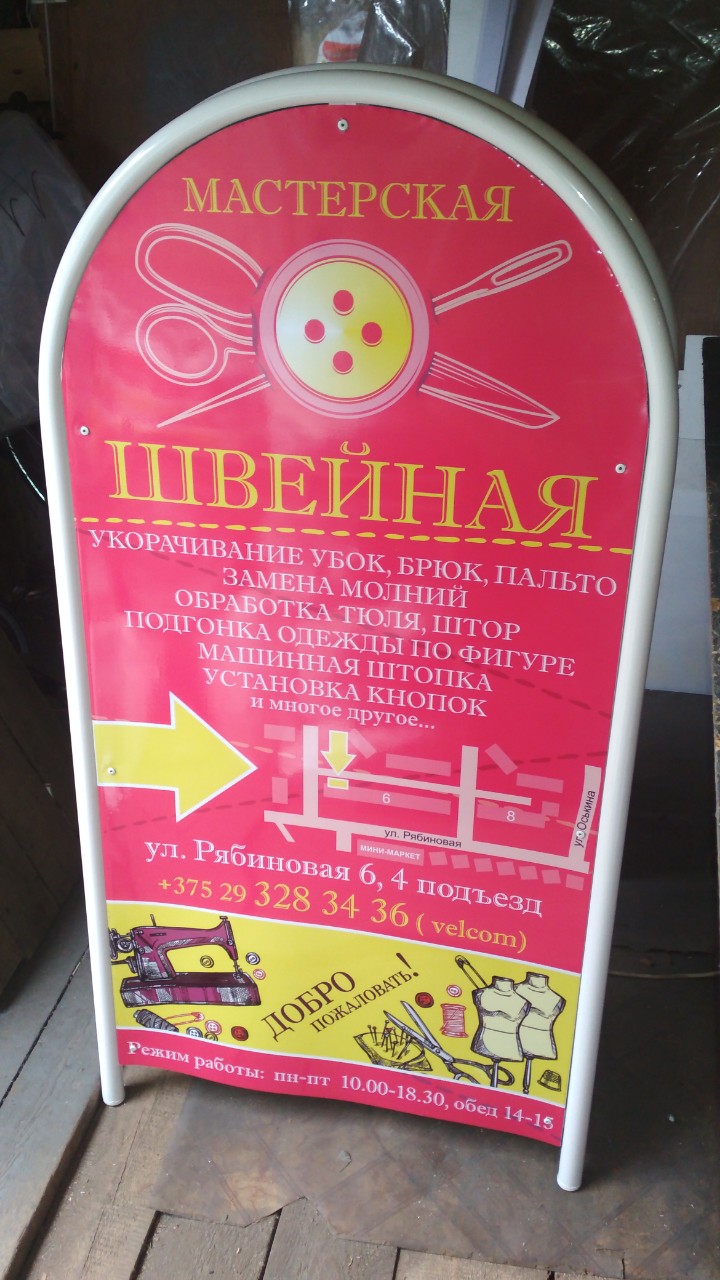 МАСТЕРСКАЯ
ШВЕЙНАЯ
УКОРАЧИВАНИЕ УБОК, БРЮК, ПАЛЬТО
ЗАМЕНА МОЛНИЙ
ОБРАБОТКА ТЮЛЯ, ШТОР
ПОДГОНКА ОДЕЖДЫ ПО ФИГУРЕ
МАШИННАЯ ШТОПКА
УСТАНОВКА КНОПОК
и многое другое...
6
8
ул. Рябиновая
ул. Оськина
МИНИ-МАРКЕТ
ул. Рябиновая 6, 4 подъезд
+375 29 328 34 36 ( velcom)
ДОБРО
ПОЖАЛОВАТЬ!
Режим работы: пн-пт 10.00-18.30, обед 14-15